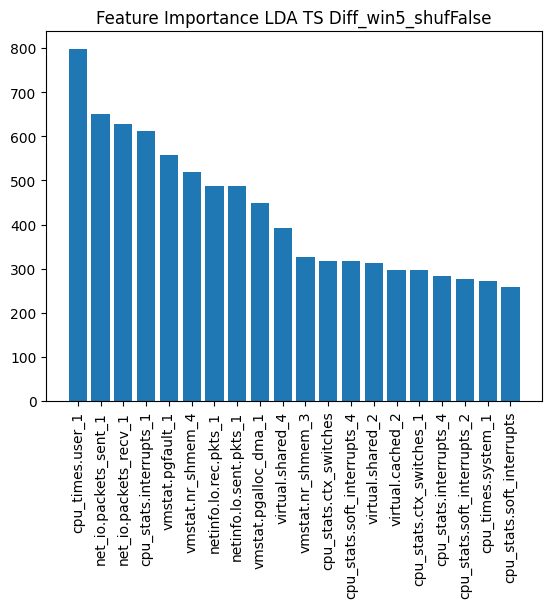 Feature Importance LDA TS Diff_win5_shufFalse
800
700
600
500
400
300
200
100
0
cpu_times.user_1
net_io.packets_sent_1
net_io.packets_recv_1
cpu_stats.interrupts_1
vmstat.pgfault_1
vmstat.nr_shmem_4
netinfo.lo.rec.pkts_1
netinfo.lo.sent.pkts_1
vmstat.pgalloc_dma_1
virtual.shared_4
vmstat.nr_shmem_3
cpu_stats.ctx_switches
cpu_stats.soft_interrupts_4
virtual.shared_2
virtual.cached_2
cpu_stats.ctx_switches_1
cpu_stats.interrupts_4
cpu_stats.soft_interrupts_2
cpu_times.system_1
cpu_stats.soft_interrupts